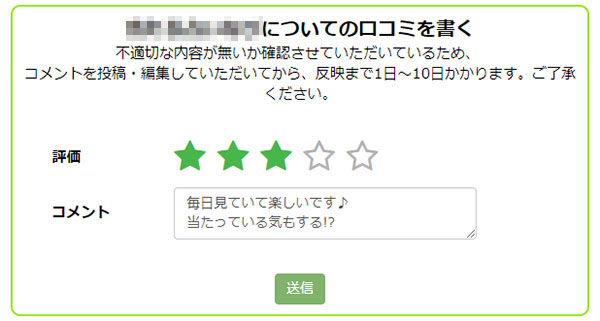 についての口コミを書く
不適切な内容が無いか確認させていただいているため、
コメントを投稿・編集していただいてから、反映まで1日～10日かかります。ご了承
ください。
評価
コメント
毎日見ていて楽しいです♪
当たっている気もする!?
送信